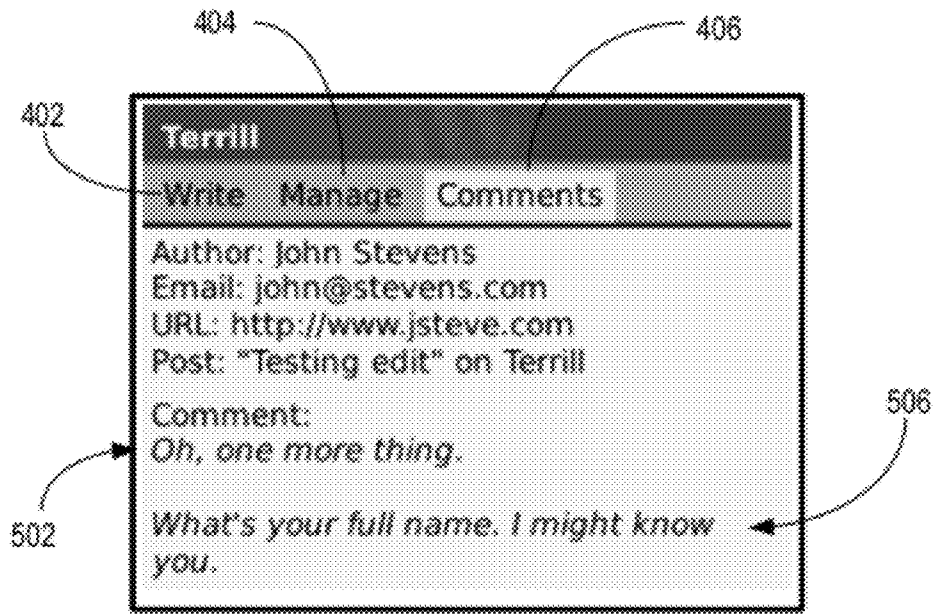 404
406
402
Terrill
Write Manage Comments
Author: John Stevens
Email: john@stevens.com
URL: http://www.jsteve.com
Post: "Testing edit" on Terrill
Comment:
Oh, one more thing.
506
502
What's your full name. I might know
you.